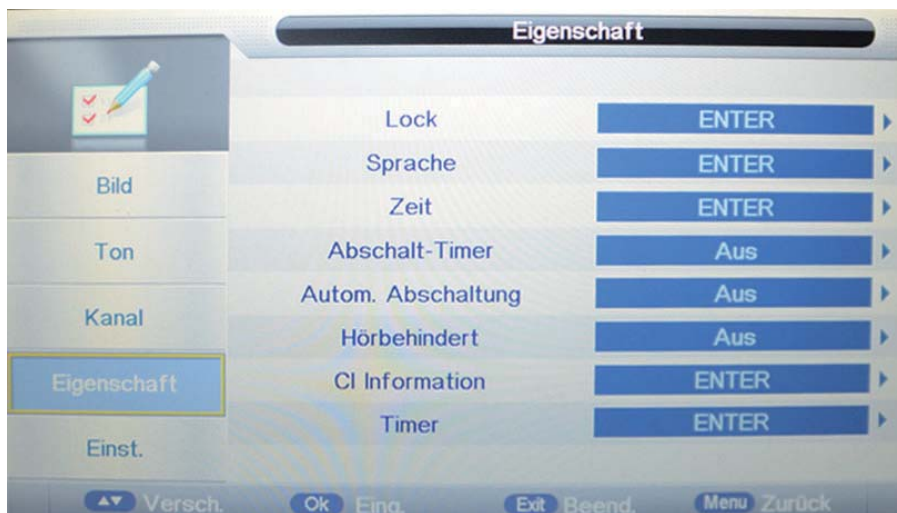 Eigenschaft
Bild
Ton
Kanal
Eigenschaft
Einst.
Lock ENTER
Sprache ENTER
Zeit ENTER
Abschalt-Timer Aus
Autom. Abschaltung Aus
Hörbehindert Aus
CI Information ENTER
Timer ENTER
Versch. Ok Eing. Exit Beend. Menu Zurück